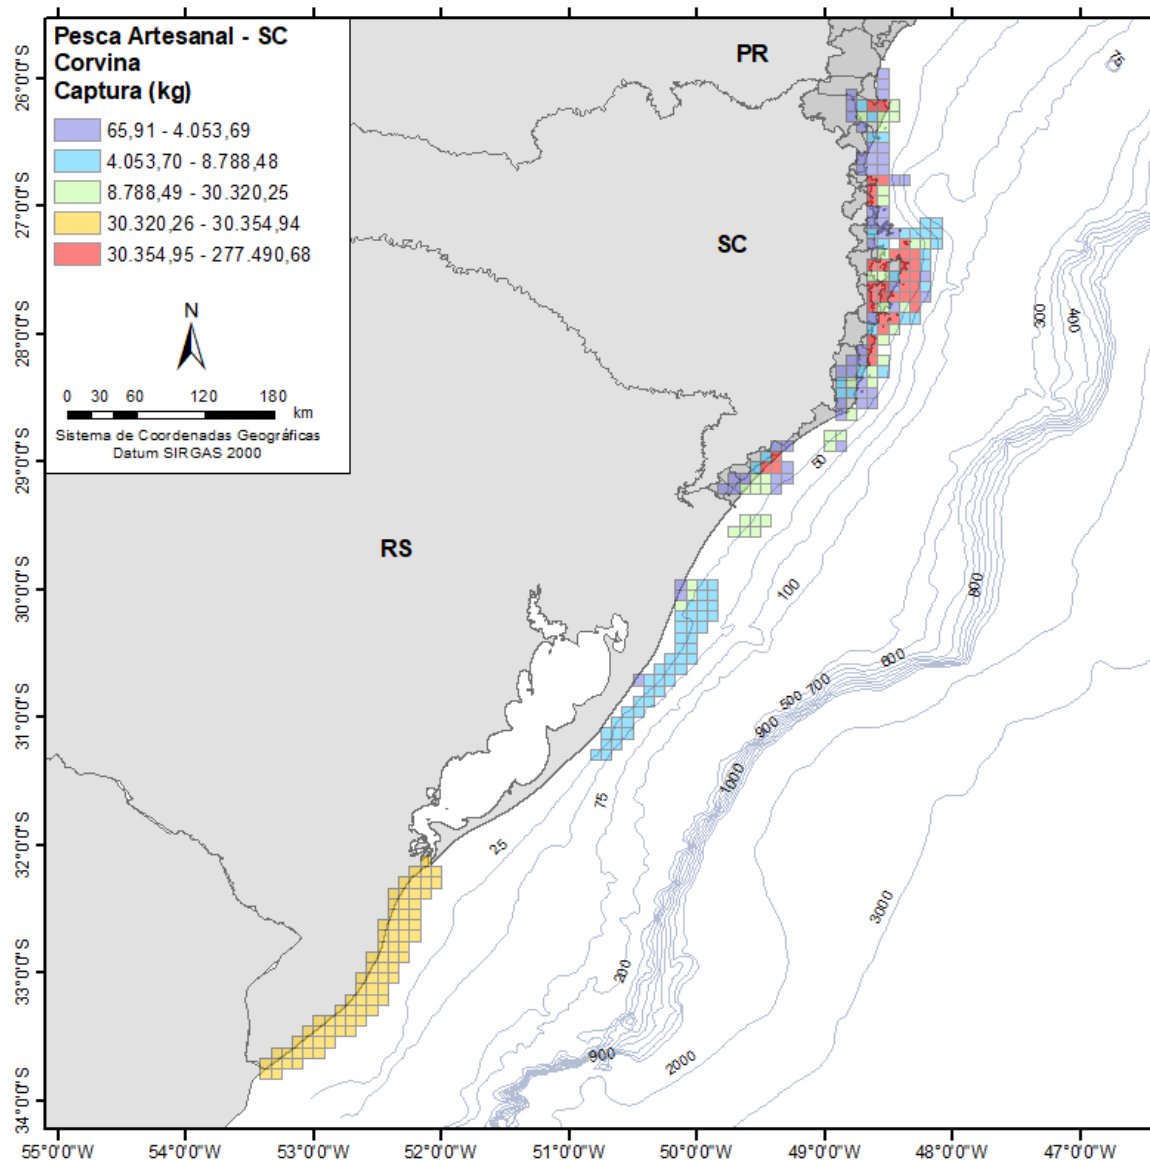 Pesca Artesanal - SC
Corvina
Captura (kg)
65,91 - 4.053,69
4.053,70 - 8.788,48
8.788,49 - 30.320,25
30.320,26 - 30.354,94
30.354,95 - 277.490,68
N
0 30 60 120 180
km
Sistema de Coordenadas Geográficas
Datum SIRGAS 2000
PR
SC
RS
75
300
400
50
100
800
600
700
500
900
1000
75
25
200
3000
900
2000
26°0'0"S
27°0'0"S
28°0'0"S
29°0'0"S
30°0'0"S
31°0'0"S
32°0'0"S
33°0'0"S
34°0'0"S
55°0'0"W
54°0'0"W
53°0'0"W
52°0'0"W
51°0'0"W
50°0'0"W
49°0'0"W
48°0'0"W
47°0'0"W